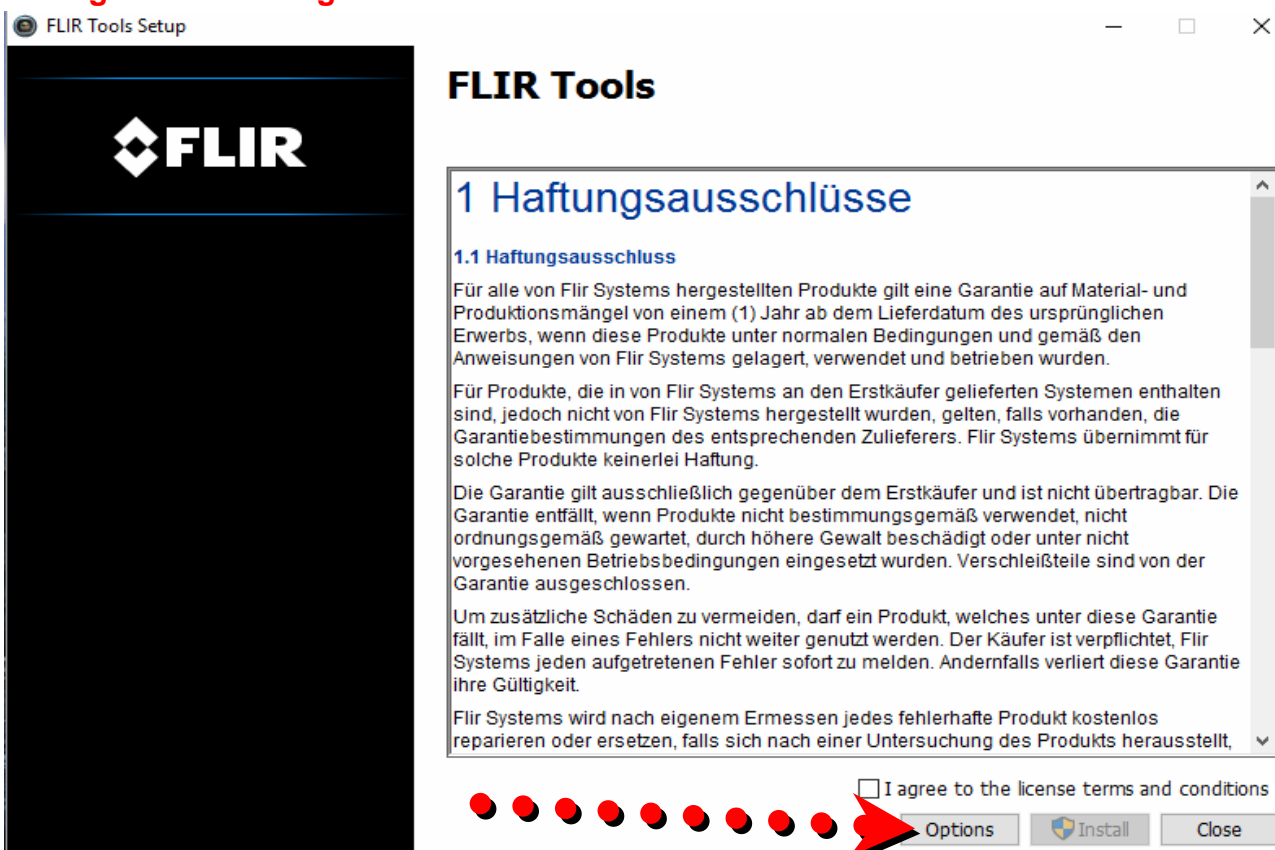 FLIR Tools Setup
FLIR
FLIR Tools
1 Haftungsausschlüsse
1.1 Haftungsausschluss
Für alle von Flir Systems hergestellten Produkte gilt eine Garantie auf Material- und
Produktionsmängel von einem (1) Jahr ab dem Lieferdatum des ursprünglichen
Erwerbs, wenn diese Produkte unter normalen Bedingungen und gemäß den
Anweisungen von Flir Systems gelagert, verwendet und betrieben wurden.
Für Produkte, die in von Flir Systems an den Erstkäufer gelieferten Systemen enthalten
sind, jedoch nicht von Flir Systems hergestellt wurden, gelten, falls vorhanden, die
Garantiebestimmungen des entsprechenden Zulieferers. Flir Systems übernimmt für
solche Produkte keinerlei Haftung.
Die Garantie gilt ausschließlich gegenüber dem Erstkäufer und ist nicht übertragbar. Die
Garantie entfällt, wenn Produkte nicht bestimmungsgemäß verwendet, nicht
ordnungsgemäß gewartet, durch höhere Gewalt beschädigt oder unter nicht
vorgesehenen Betriebsbedingungen eingesetzt wurden. Verschleißteile sind von der
Garantie ausgeschlossen.
Um zusätzliche Schäden zu vermeiden, darf ein Produkt, welches unter diese Garantie
fällt, im Falle eines Fehlers nicht weiter genutzt werden. Der Käufer ist verpflichtet, Flir
Systems jeden aufgetretenen Fehler sofort zu melden. Andernfalls verliert diese Garantie
ihre Gültigkeit.
Flir Systems wird nach eigenem Ermessen jedes fehlerhafte Produkt kostenlos
reparieren oder ersetzen, falls sich nach einer Untersuchung des Produkts herausstellt,
I agree to the license terms and conditions
Options Install Close